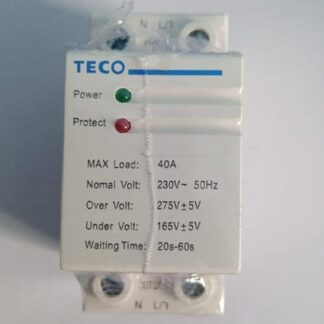 N L/1
TECO
Power
Protect
MAX Load: 40A
Nomal Volt: 230V~ 50Hz
Over Volt: 275V±5V
Under Volt: 165V±5V
Waiting Time: 20s-60s
N L/1